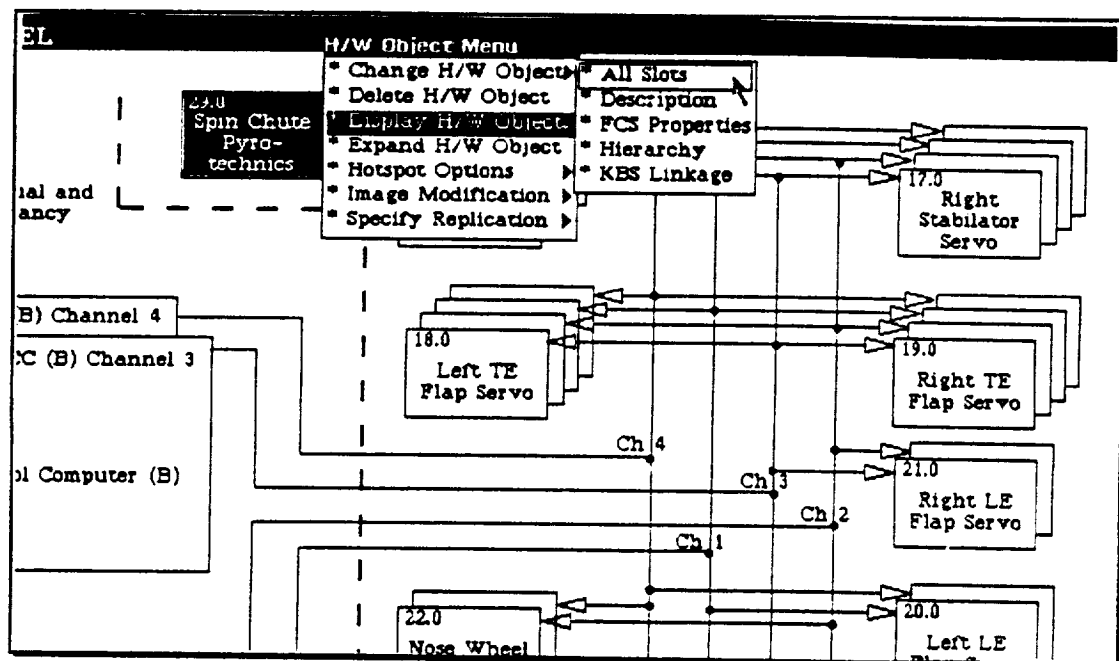 EL
H/W Object Menu
* Change H/W Object
* Delete H/W Object
* Display H/W Object
* Expand H/W Object
* Hotspot Options
* Image Modification
* Specify Replication
* All Slots
* Description
* FCS Properties
* Hierarchy
* KBS Linkage
23.0
Spin Chute
Pyro-
technics
ial and
ancy
17.0
Right
Stabilator
Servo
(B) Channel 4
CC (B) Channel 3
ol Computer (B)
18.0
Left TE
Flap Servo
19.0
Right TE
Flap Servo
Ch 4
Ch 3
Ch 2
Ch 1
21.0
Right LE
Flap Servo
22.0
Nose Wheel
20.0
Left LE